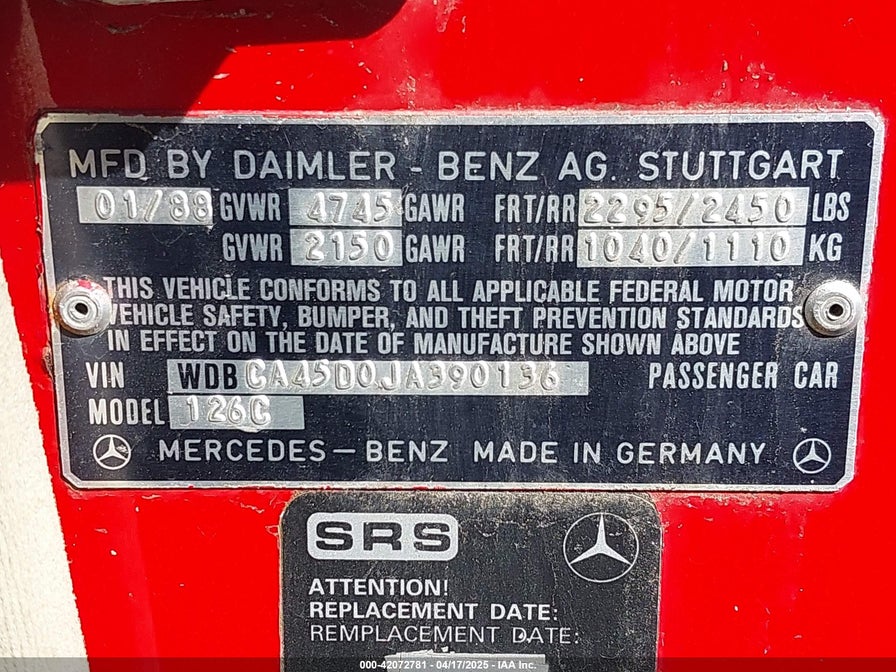 MFD BY DAIMLER - BENZ AG. STUTTGART
01/88 GVWR 4745 GAWR FRT/RR 2295/2450 LBS
GVWR 2150 GAWR FRT/RR 1040/1110 KG
THIS VEHICLE CONFORMS TO ALL APPLICABLE FEDERAL MOTOR
VEHICLE SAFETY, BUMPER, AND THEFT PREVENTION STANDARDS
IN EFFECT ON THE DATE OF MANUFACTURE SHOWN ABOVE
VIN WDBCA45D0JA390136 PASSENGER CAR
MODEL 126C
MERCEDES - BENZ MADE IN GERMANY
SRS
ATTENTION!
REPLACEMENT DATE:
REMPLACEMENT DATE:
000-42072781 - 04/17/2025 - IAA Inc.